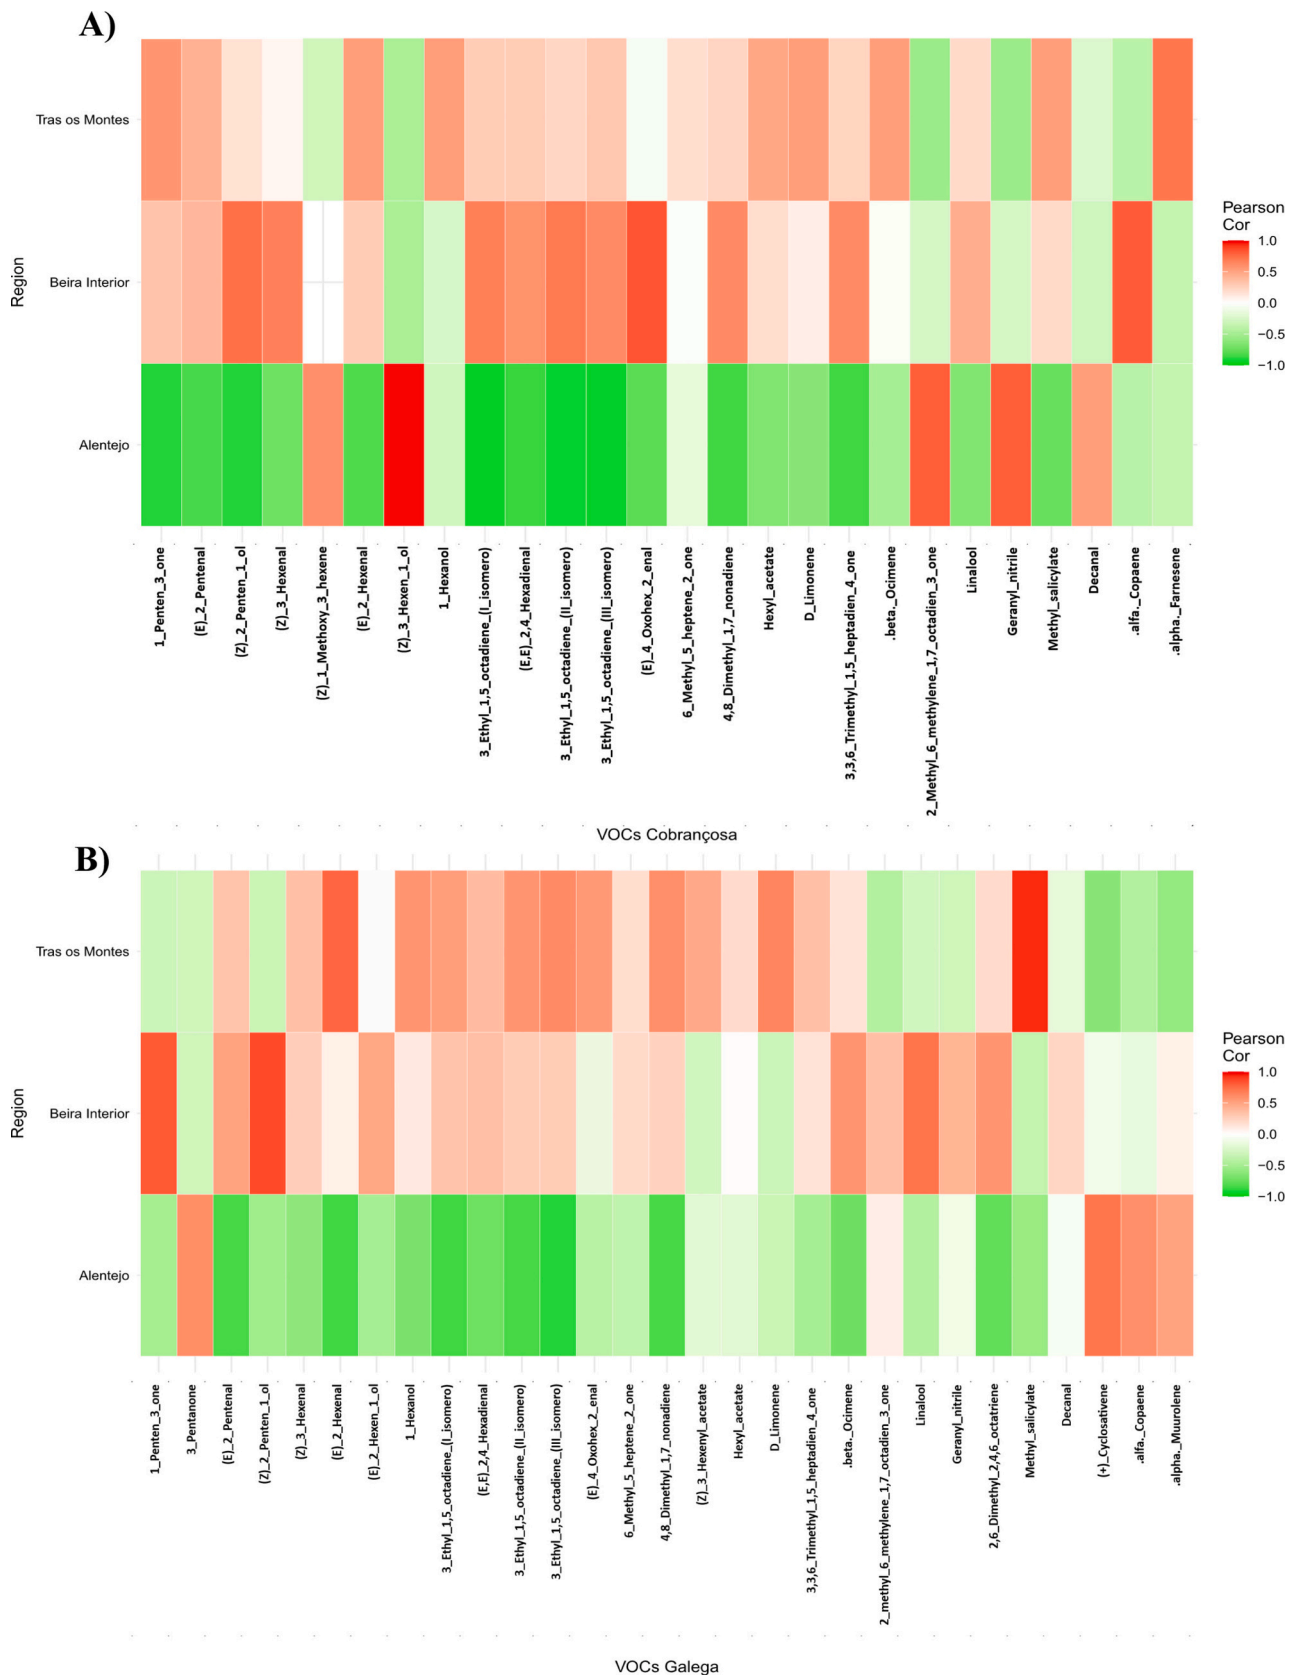 A)
Tras os Montes
Beira Interior
Alentejo
Region
Pearson
Cor
1.0
0.5
0.0
−0.5
−1.0
1_Penten_3_one
(E)_2_Pentenal
(Z)_2_Penten_1_ol
(Z)_3_Hexenal
(Z)_1_Methoxy_3_hexene
(E)_2_Hexenal
(Z)_3_Hexen_1_ol
1_Hexanol
3_Ethyl_1,5_octadiene_(I_isomero)
(E,E)_2,4_Hexadienal
3_Ethyl_1,5_octadiene_(II_isomero)
3_Ethyl_1,5_octadiene_(III_isomero)
(E)_4_Oxohex_2_enal
6_Methyl_5_heptene_2_one
4,8_Dimethyl_1,7_nonadiene
Hexyl_acetate
D_Limonene
3,3,6_Trimethyl_1,5_heptadien_4_one
.beta._Ocimene
2_Methyl_6_methylene_1,7_octadien_3_one
Linalool
Geranyl_nitrile
Methyl_salicylate
Decanal
.alfa._Copaene
.alpha._Farnesene
VOCs Cobrançosa
B)
Tras os Montes
Beira Interior
Alentejo
Region
Pearson
Cor
1.0
0.5
0.0
−0.5
−1.0
1_Penten_3_one
3_Pentanone
(E)_2_Pentenal
(Z)_2_Penten_1_ol
(Z)_3_Hexenal
(E)_2_Hexenal
(E)_2_Hexen_1_ol
1_Hexanol
3_Ethyl_1,5_octadiene_(I_isomero)
(E,E)_2,4_Hexadienal
3_Ethyl_1,5_octadiene_(II_isomero)
3_Ethyl_1,5_octadiene_(III_isomero)
(E)_4_Oxohex_2_enal
6_Methyl_5_heptene_2_one
4,8_Dimethyl_1,7_nonadiene
(Z)_3_Hexenyl_acetate
Hexyl_acetate
D_Limonene
3,3,6_Trimethyl_1,5_heptadien_4_one
.beta._Ocimene
2_methyl_6_methylene_1,7_octadien_3_one
Linalool
Geranyl_nitrile
2,6_Dimethyl_2,4,6_octatriene
Methyl_salicylate
Decanal
(+)_Cyclosativene
.alfa._Copaene
.alpha._Muurolene
VOCs Galega